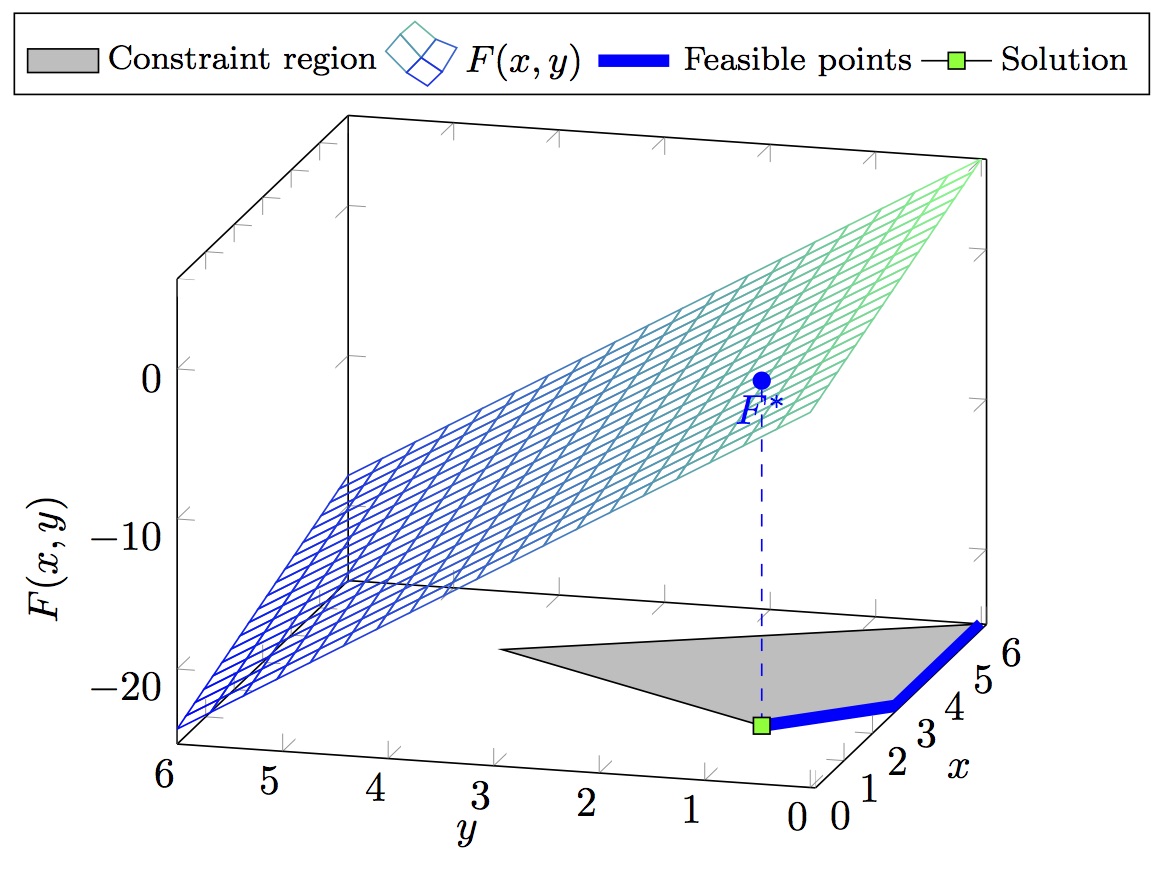 Constraint region F(x, y) Feasible points Solution
0
−10
−20
F(x, y)
F*
6 5 4 3 2 1 0
y
0 1 2 3 4 5 6
x